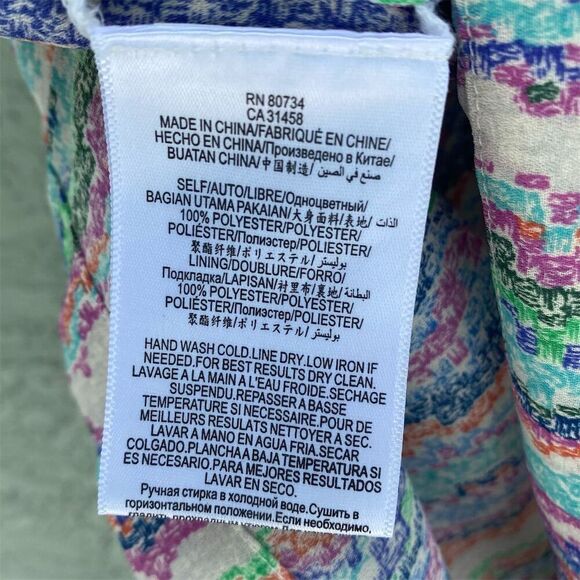 RN 80734
CA 31458
MADE IN CHINA/FABRIQUÉ EN CHINE/
HECHO EN CHINA/Произведено в Китае/
BUATAN CHINA/中国制造/ صنع في الصين/
SELF/AUTO/LIBRE/Одноцветный/
BAGIAN UTAMA PAKAIAN/大身面料/表地/ الذات/
100% POLYESTER/POLYESTER/
POLIÉSTER/Полиэстер/POLIESTER/
聚酯纤维/ポリエステル/بوليستر/
LINING/DOUBLURE/FORRO/
Подкладка/LAPISAN/衬里布/裏地/ البطانة/
100% POLYESTER/POLYESTER/
POLIÉSTER/Полиэстер/POLIESTER/
聚酯纤维/ポリエステル/بوليستر/
HAND WASH COLD.LINE DRY.LOW IRON IF
NEEDED.FOR BEST RESULTS DRY CLEAN.
LAVAGE A LA MAIN A L'EAU FROIDE.SECHAGE
SUSPENDU.REPASSER A BASSE
TEMPERATURE SI NECESSAIRE.POUR DE
MEILLEURS RESULATS NETTOYER A SEC.
LAVAR A MANO EN AGUA FRIA.SECAR
COLGADO.PLANCHA A BAJA TEMPERATURA SI
ES NECESARIO.PARA MEJORES RESULTADOS
LAVAR EN SECO.
Ручная стирка в холодной воде.Сушить в
горизонтальном отправлении.Если необходимо,